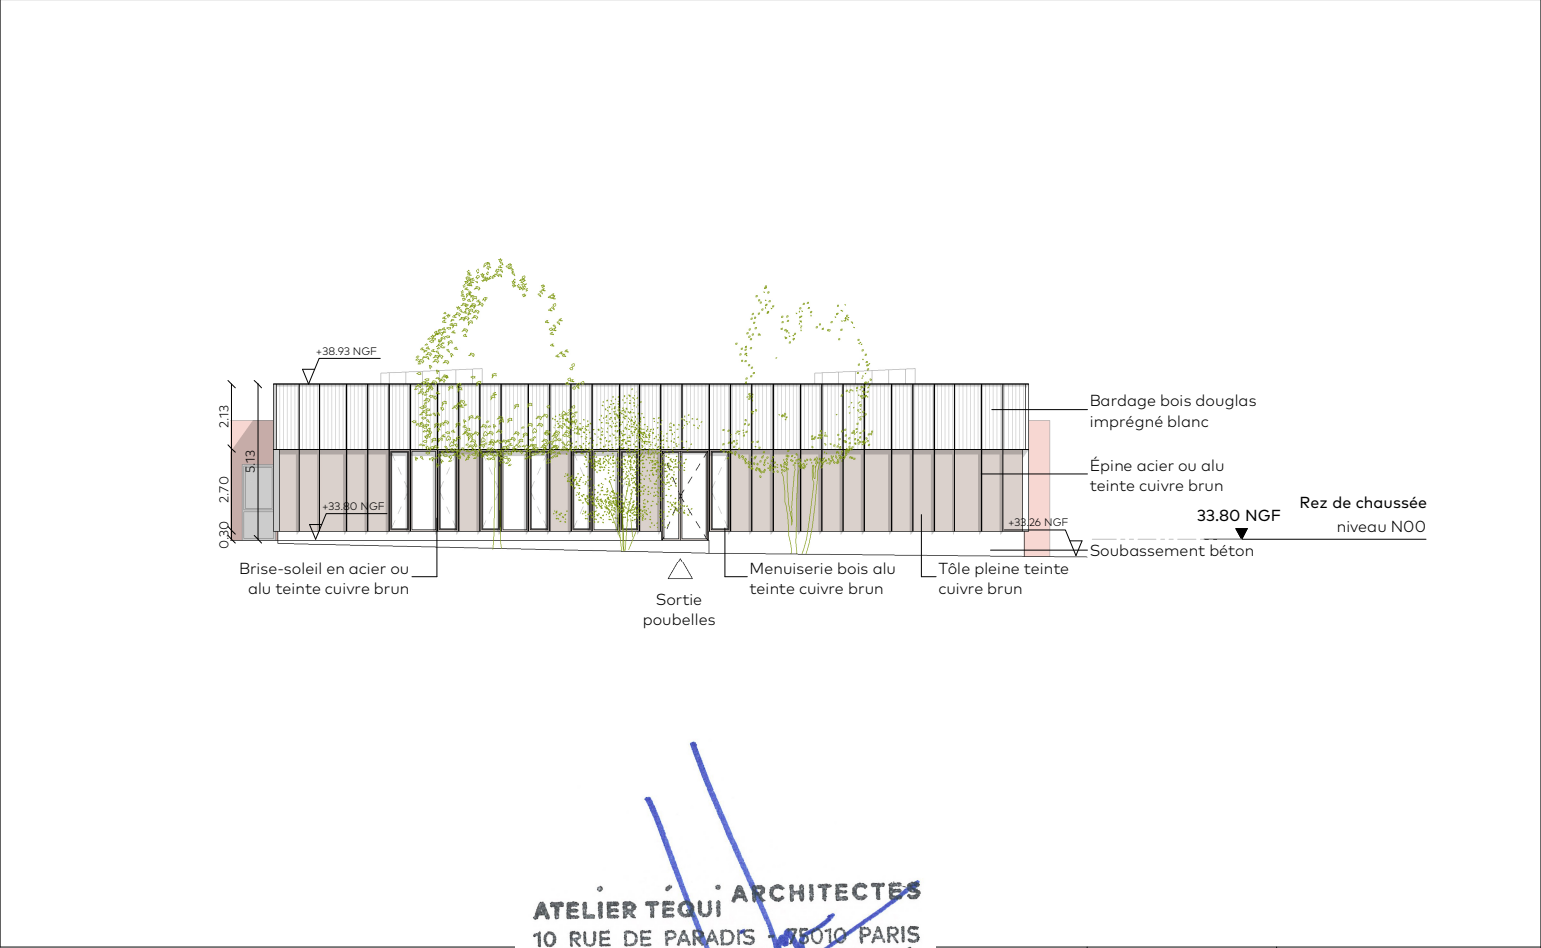 +38.93 NGF
2.13
5.13
2.70
0.30
+33.80 NGF
+33.26 NGF
Bardage bois douglas
imprégné blanc
Épine acier ou alu
teinte cuivre brun
Rez de chaussée
33.80 NGF
niveau N00
Soubassement béton
Brise-soleil en acier ou
alu teinte cuivre brun
Sortie
poubelles
Menuiserie bois alu
teinte cuivre brun
Tôle pleine teinte
cuivre brun
ATELIER TÉQUI ARCHITECTES
10 RUE DE PARADIS - 75010 PARIS